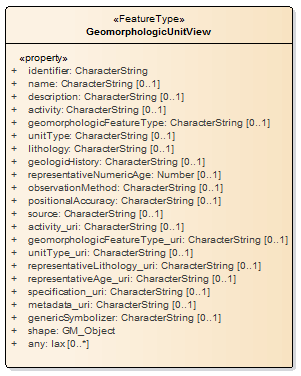 «FeatureType»
GeomorphologicUnitView
«property»
+ identifier: CharacterString
+ name: CharacterString [0..1]
+ description: CharacterString [0..1]
+ activity: CharacterString [0..1]
+ geomorphologicFeatureType: CharacterString [0..1]
+ unitType: CharacterString [0..1]
+ lithology: CharacterString [0..1]
+ geologicHistory: CharacterString [0..1]
+ representativeNumericAge: Number [0..1]
+ observationMethod: CharacterString [0..1]
+ positionalAccuracy: CharacterString [0..1]
+ source: CharacterString [0..1]
+ activity_uri: CharacterString [0..1]
+ geomorphologicFeatureType_uri: CharacterString [0..1]
+ unitType_uri: CharacterString [0..1]
+ representativeLithology_uri: CharacterString [0..1]
+ representativeAge_uri: CharacterString [0..1]
+ specification_uri: CharacterString [0..1]
+ metadata_uri: CharacterString [0..1]
+ genericSymbolizer: CharacterString [0..1]
+ shape: GM_Object
+ any: lax [0..*]